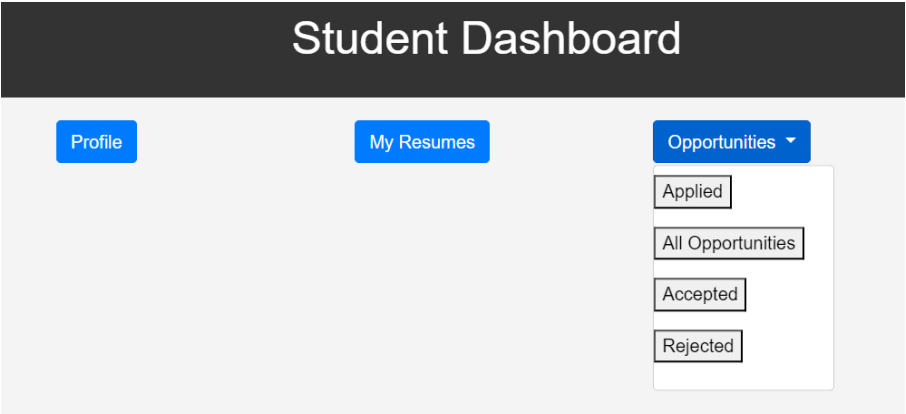 Student Dashboard
Profile
My Resumes
Opportunities
Applied
All Opportunities
Accepted
Rejected